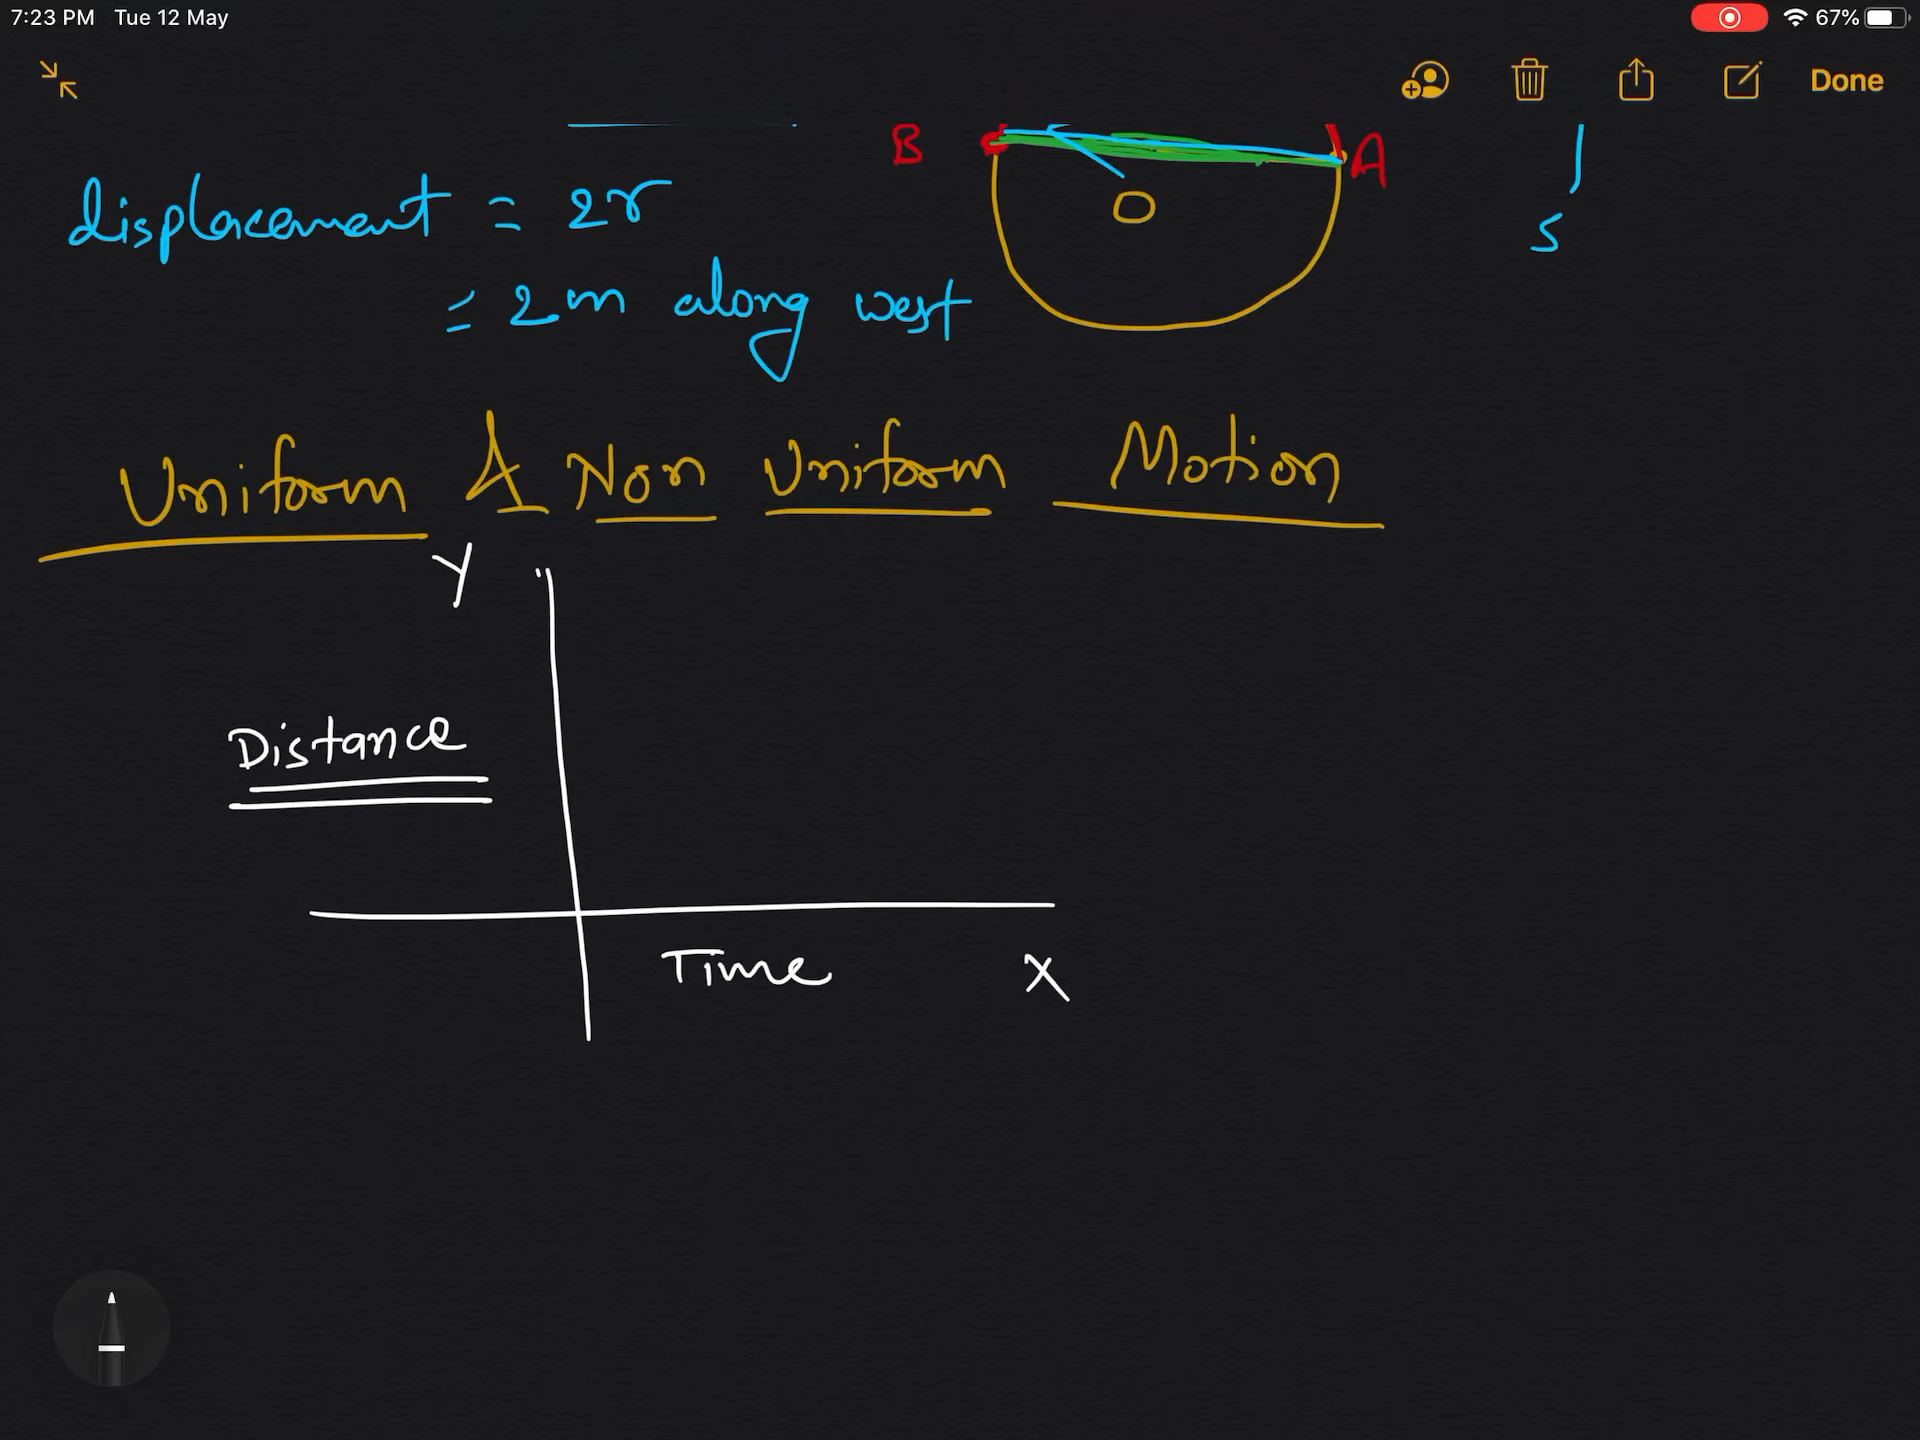 7:23 PM Tue 12 May 67%
Done
B A
O
S
displacement = 2r
= 2m along west
Uniform & Non Uniform Motion
Y
Distance
Time X